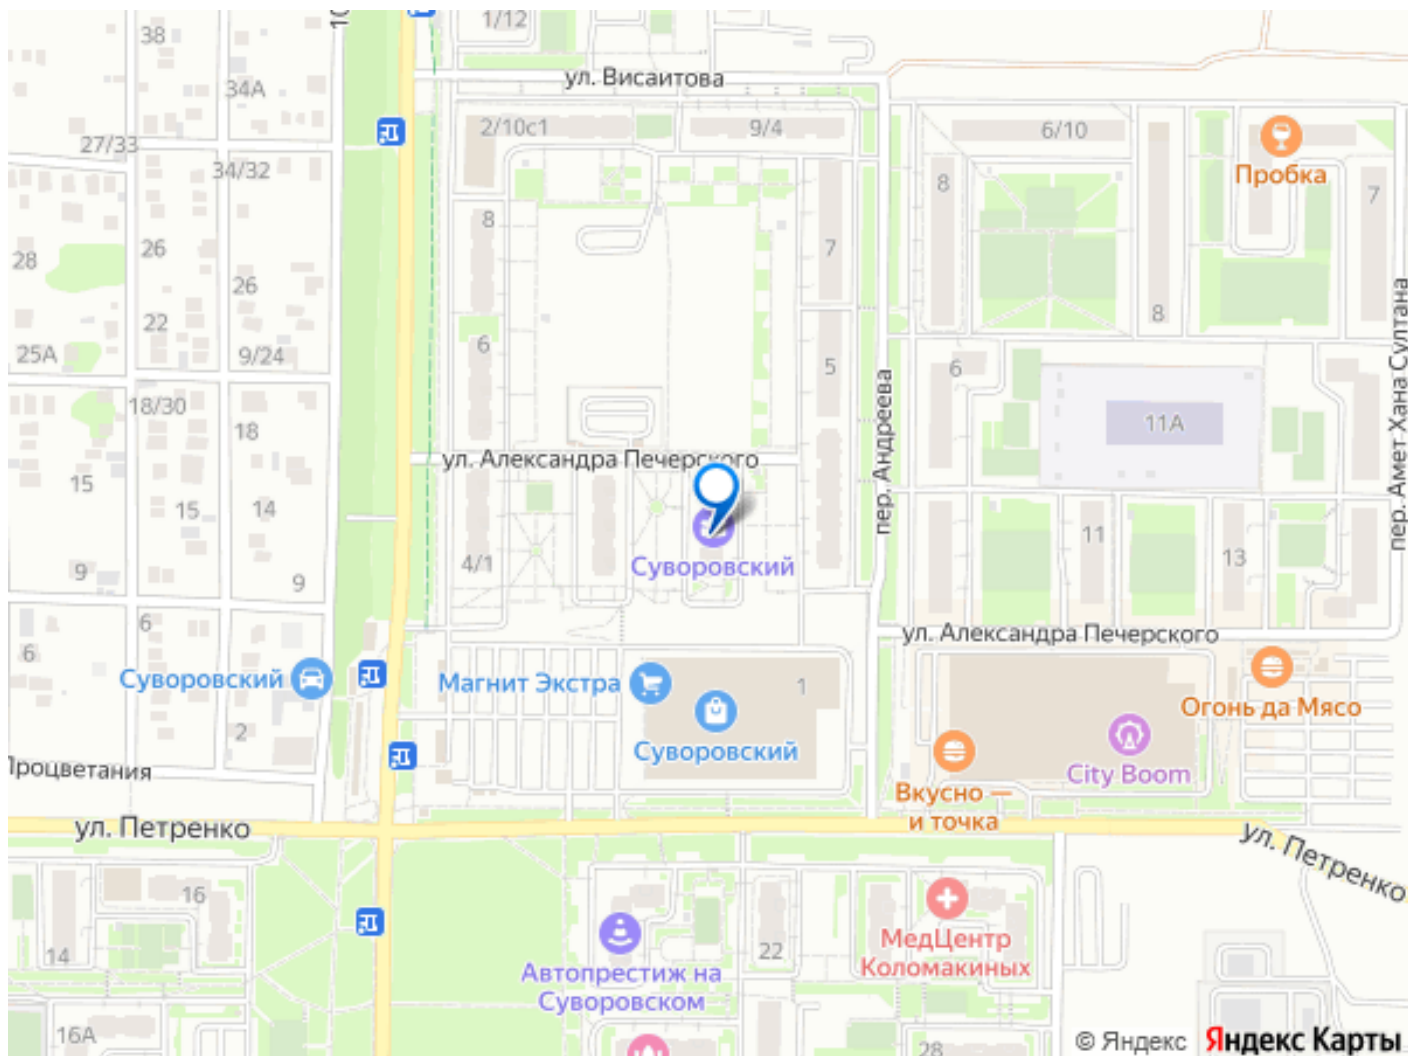 1/12
38
10
ул. Висаитова
34А
27/33
2/10с1
9/4
6/10
34/32
Пробка
8
7
8
7
28
26
26
22
8
25А
9/24
6
5
6
пер. Амет-Хана Султана
18/30
18
пер. Андреева
11А
ул. Александра Печерского
15
15
14
11
13
9
9
4/1
Суворовский
6
6
ул. Александра Печерского
Суворовский
Магнит Экстра
1
Огонь да Мясо
2
Суворовский
City Boom
Процветания
Вкусно —
и точка
ул. Петренко
ул. Петренко
16
14
22
МедЦентр
Коломакиных
Автопрестиж на
Суворовском
16А
28
© Яндекс Яндекс Карты